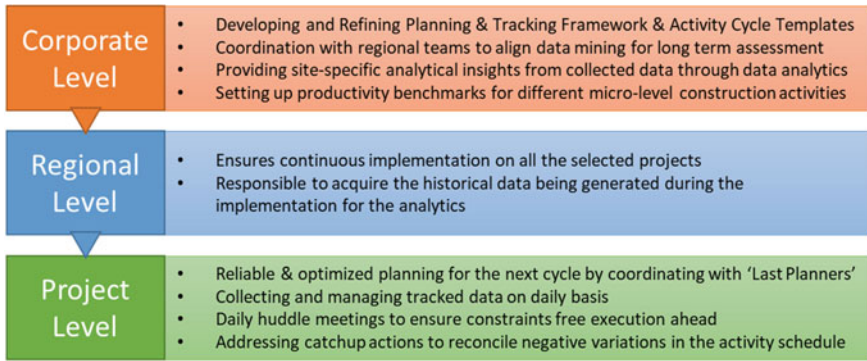 Corporate
Level
• Developing and Refining Planning & Tracking Framework & Activity Cycle Templates
• Coordination with regional teams to align data mining for long term assessment
• Providing site-specific analytical insights from collected data through data analytics
• Setting up productivity benchmarks for different micro-level construction activities
Regional
Level
• Ensures continuous implementation on all the selected projects
• Responsible to acquire the historical data being generated during the
implementation for the analytics
Project
Level
• Reliable & optimized planning for the next cycle by coordinating with ‘Last Planners’
• Collecting and managing tracked data on daily basis
• Daily huddle meetings to ensure constraints free execution ahead
• Addressing catchup actions to reconcile negative variations in the activity schedule